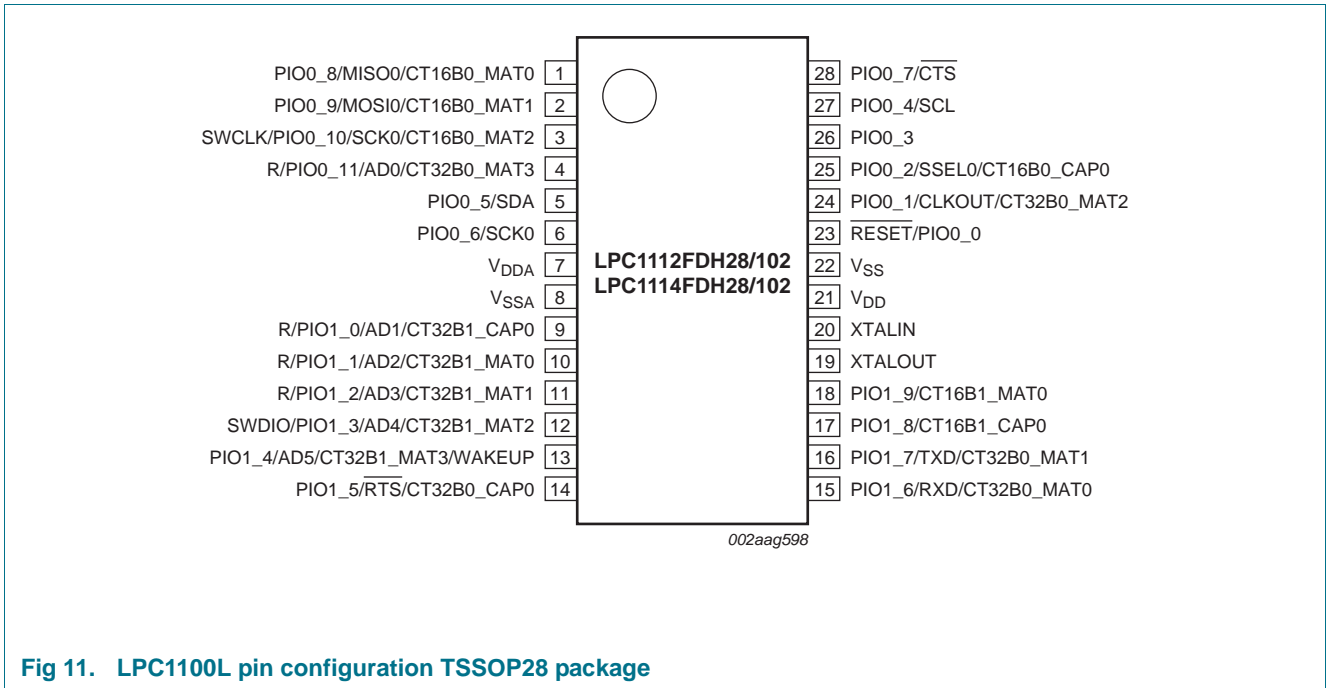 PIO0_8/MISO0/CT16B0_MAT0 1
PIO0_9/MOSI0/CT16B0_MAT1 2
SWCLK/PIO0_10/SCK0/CT16B0_MAT2 3
R/PIO0_11/AD0/CT32B0_MAT3 4
PIO0_5/SDA 5
PIO0_6/SCK0 6
VDDA 7
VSSA 8
R/PIO1_0/AD1/CT32B1_CAP0 9
R/PIO1_1/AD2/CT32B1_MAT0 10
R/PIO1_2/AD3/CT32B1_MAT1 11
SWDIO/PIO1_3/AD4/CT32B1_MAT2 12
PIO1_4/AD5/CT32B1_MAT3/WAKEUP 13
PIO1_5/RTS/CT32B0_CAP0 14
LPC1112FDH28/102
LPC1114FDH28/102
28 PIO0_7/CTS
27 PIO0_4/SCL
26 PIO0_3
25 PIO0_2/SSEL0/CT16B0_CAP0
24 PIO0_1/CLKOUT/CT32B0_MAT2
23 RESET/PIO0_0
22 VSS
21 VDD
20 XTALIN
19 XTALOUT
18 PIO1_9/CT16B1_MAT0
17 PIO1_8/CT16B1_CAP0
16 PIO1_7/TXD/CT32B0_MAT1
15 PIO1_6/RXD/CT32B0_MAT0
002aag598
Fig 11. LPC1100L pin configuration TSSOP28 package